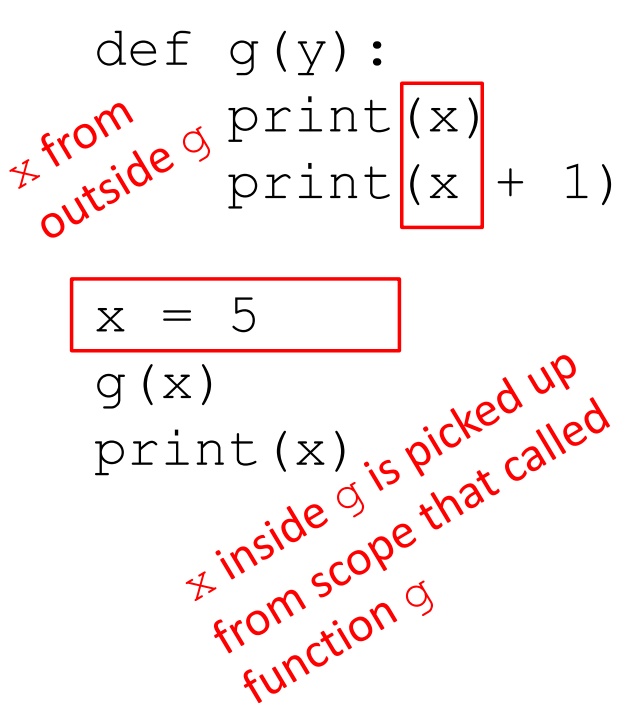 def g(y):
    print(x)
    print(x + 1)
x from
outside g
x = 5
g(x)
print(x)
x inside g is picked up
from scope that called
function g